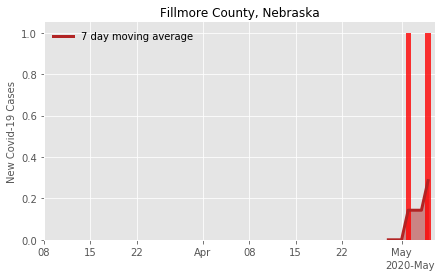 Fillmore County, Nebraska
7 day moving average
New Covid-19 Cases
1.0
0.8
0.6
0.4
0.2
0.0
08 15 22 Apr 08 15 22 May
2020-May